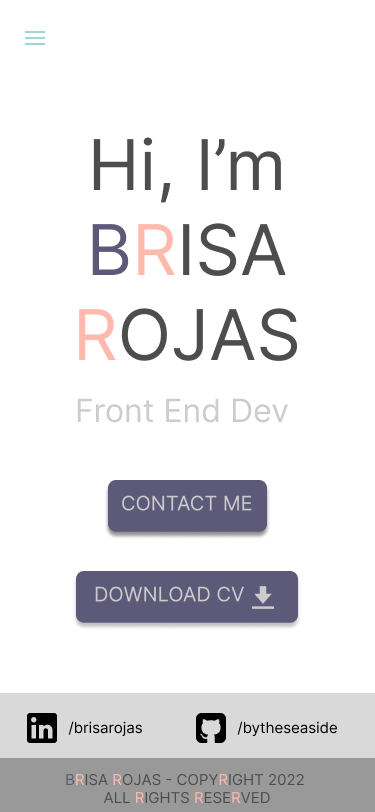 Hi, I’m
BRISA
ROJAS
Front End Dev
CONTACT ME
DOWNLOAD CV
/brisarojas
/bytheseaside
BRISA ROJAS - COPYRIGHT 2022
ALL RIGHTS RESERVED